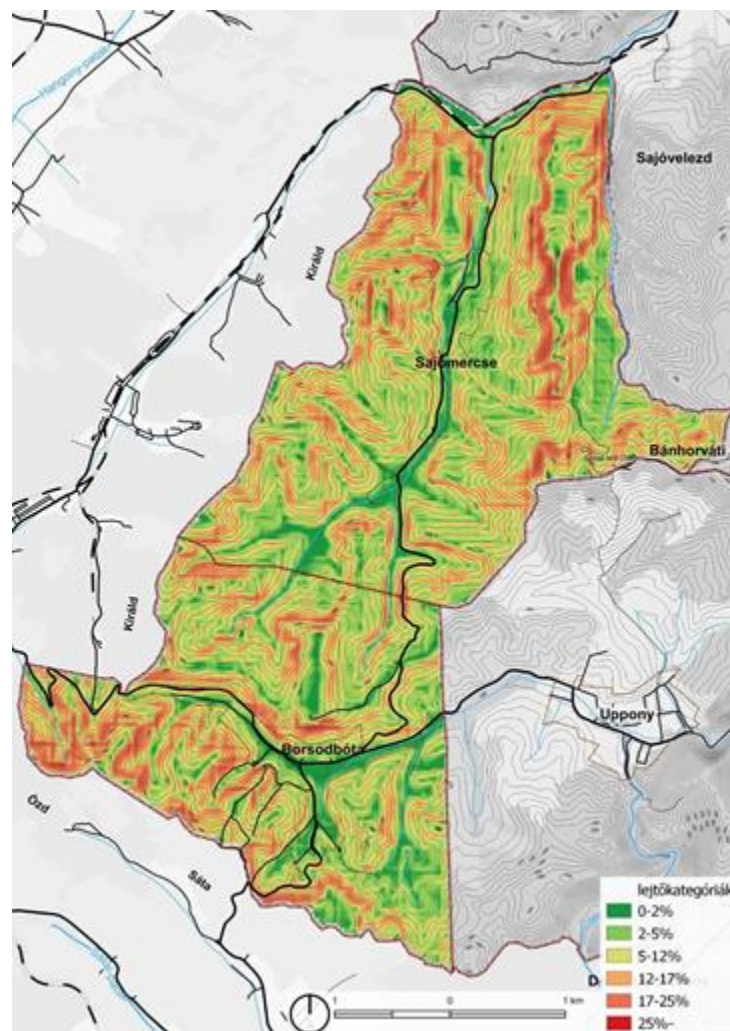 Hangony-patak
Sajóvelezd
Királd
Sajómercse
Bánhorváti
Királd
Uppony
Borsodbóta
Ózd
Sáta
lejtőkategóriák
0-2%
2-5%
5-12%
12-17%
17-25%
25%-
D
1 0 1 km